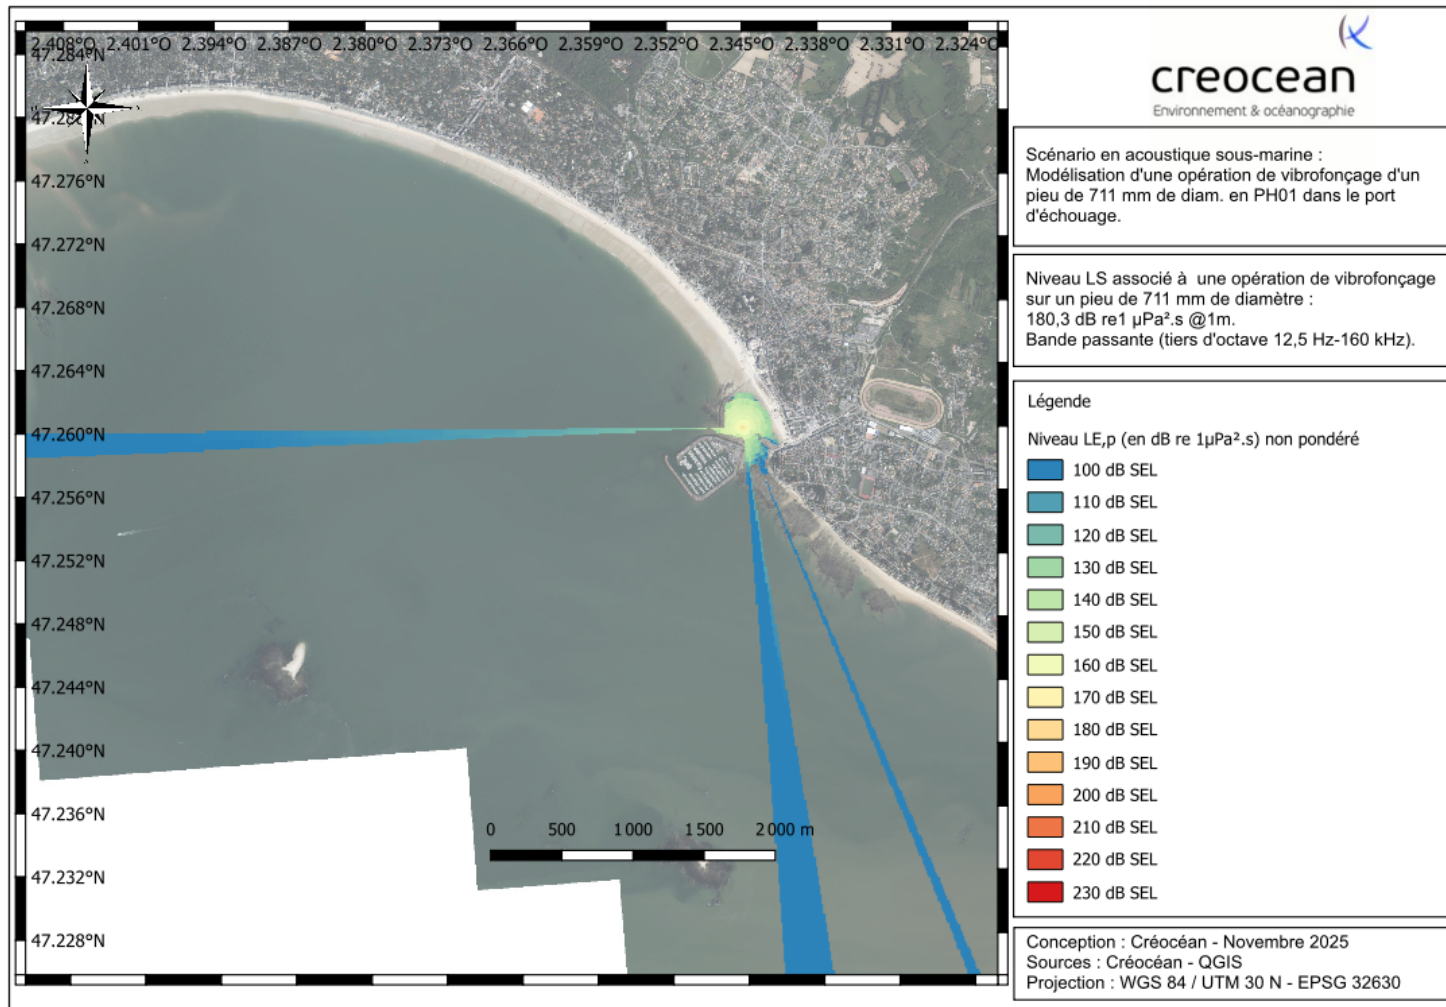 2.408°O 2.401°O 2.394°O 2.387°O 2.380°O 2.373°O 2.366°O 2.359°O 2.352°O 2.345°O 2.338°O 2.331°O 2.324°O
47.284°N
47.276°N
47.272°N
47.268°N
47.264°N
47.260°N
47.256°N
47.252°N
47.248°N
47.244°N
47.240°N
47.236°N
47.232°N
47.228°N
0 500 1000 1500 2000 m
creocean
Environnement & océanographie
Scénario en acoustique sous-marine :
Modélisation d'une opération de vibrofonçage d'un
pieu de 711 mm de diam. en PH01 dans le port
d'échouage.
Niveau LS associé à une opération de vibrofonçage
sur un pieu de 711 mm de diamètre :
180,3 dB re1 µPa².s @1m.
Bande passante (tiers d'octave 12,5 Hz-160 kHz).
Légende
Niveau LE,p (en dB re 1µPa².s) non pondéré
100 dB SEL
110 dB SEL
120 dB SEL
130 dB SEL
140 dB SEL
150 dB SEL
160 dB SEL
170 dB SEL
180 dB SEL
190 dB SEL
200 dB SEL
210 dB SEL
220 dB SEL
230 dB SEL
Conception : Créocéan - Novembre 2025
Sources : Créocéan - QGIS
Projection : WGS 84 / UTM 30 N - EPSG 32630